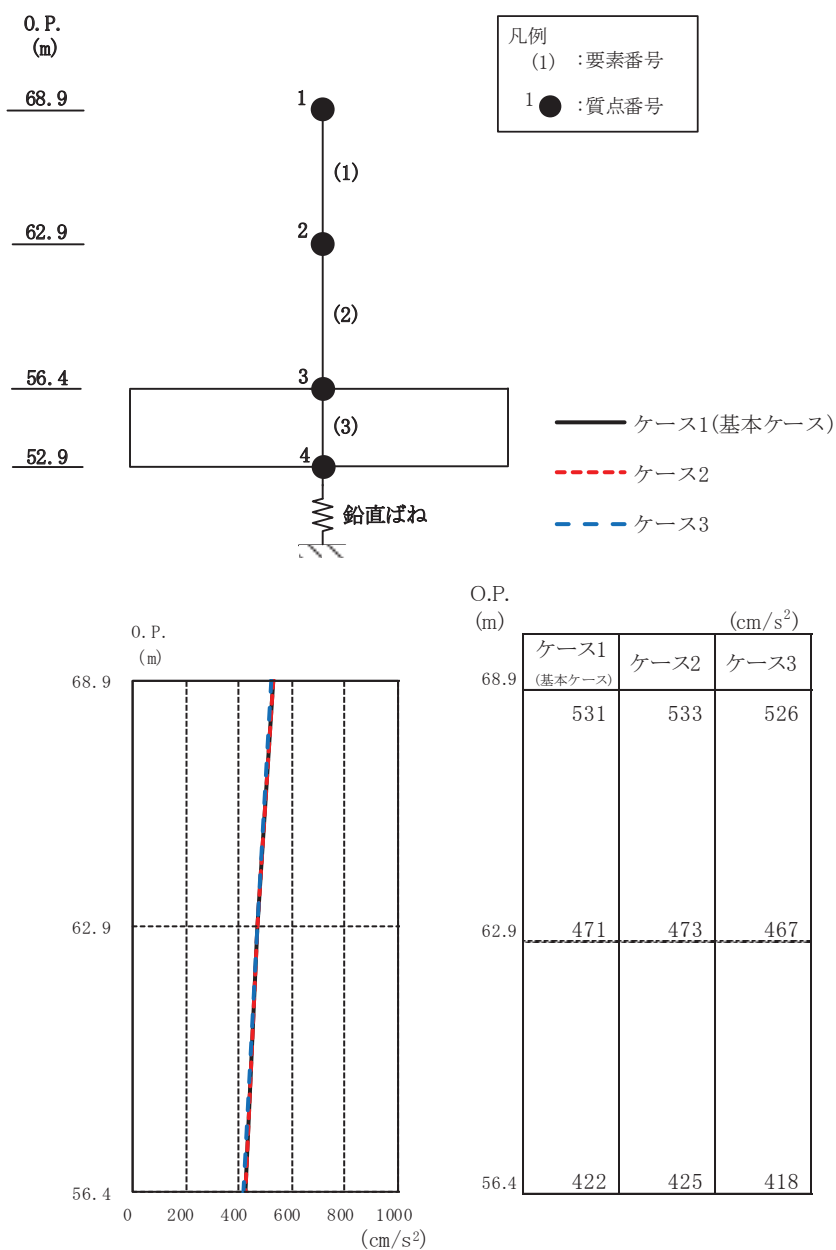 O.P.
(m)
68.9
62.9
56.4
52.9
1
(1)
2
(2)
3
(3)
4
鉛直ばね
凡例
(1) :要素番号
1 :質点番号
ケース1(基本ケース)
ケース2
ケース3
O.P.
(m)
68.9
62.9
56.4
0 200 400 600 800 1000
(cm/s²)
O.P.
(m) (cm/s²)
ケース1 ケース2 ケース3
(基本ケース)
68.9
531 533 526
62.9 471 473 467
56.4 422 425 418